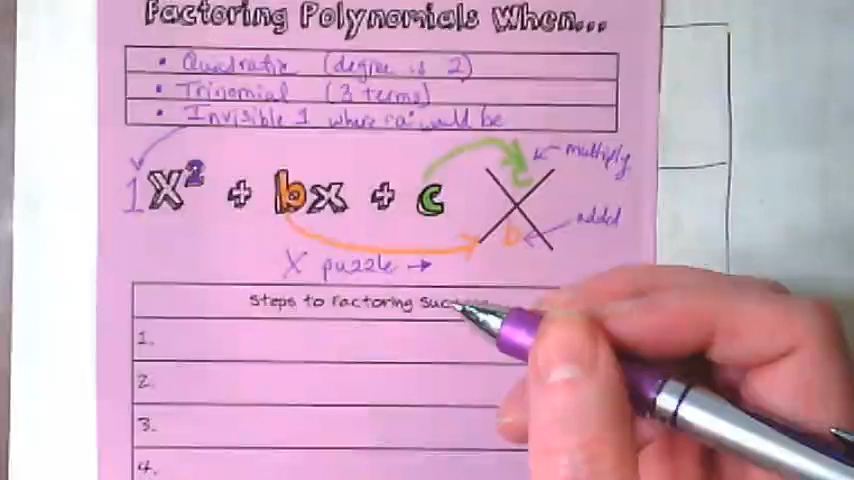 Factoring Polynomials When...
• Quadratic (degree is 2)
• Trinomial (3 terms)
• Invisible 1 where "a" would be
1x² + bx + c
c
multiply
b
added
X puzzle →
Steps to Factoring
1.
2.
3.
4.